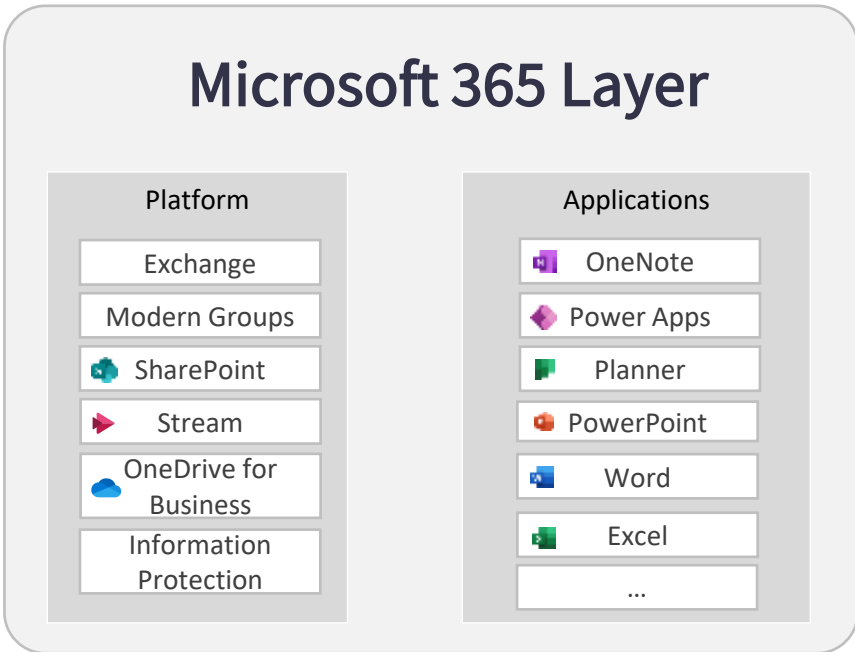 Microsoft 365 Layer
Platform
Exchange
Modern Groups
SharePoint
Stream
OneDrive for
Business
Information
Protection
Applications
OneNote
Power Apps
Planner
PowerPoint
Word
Excel
...